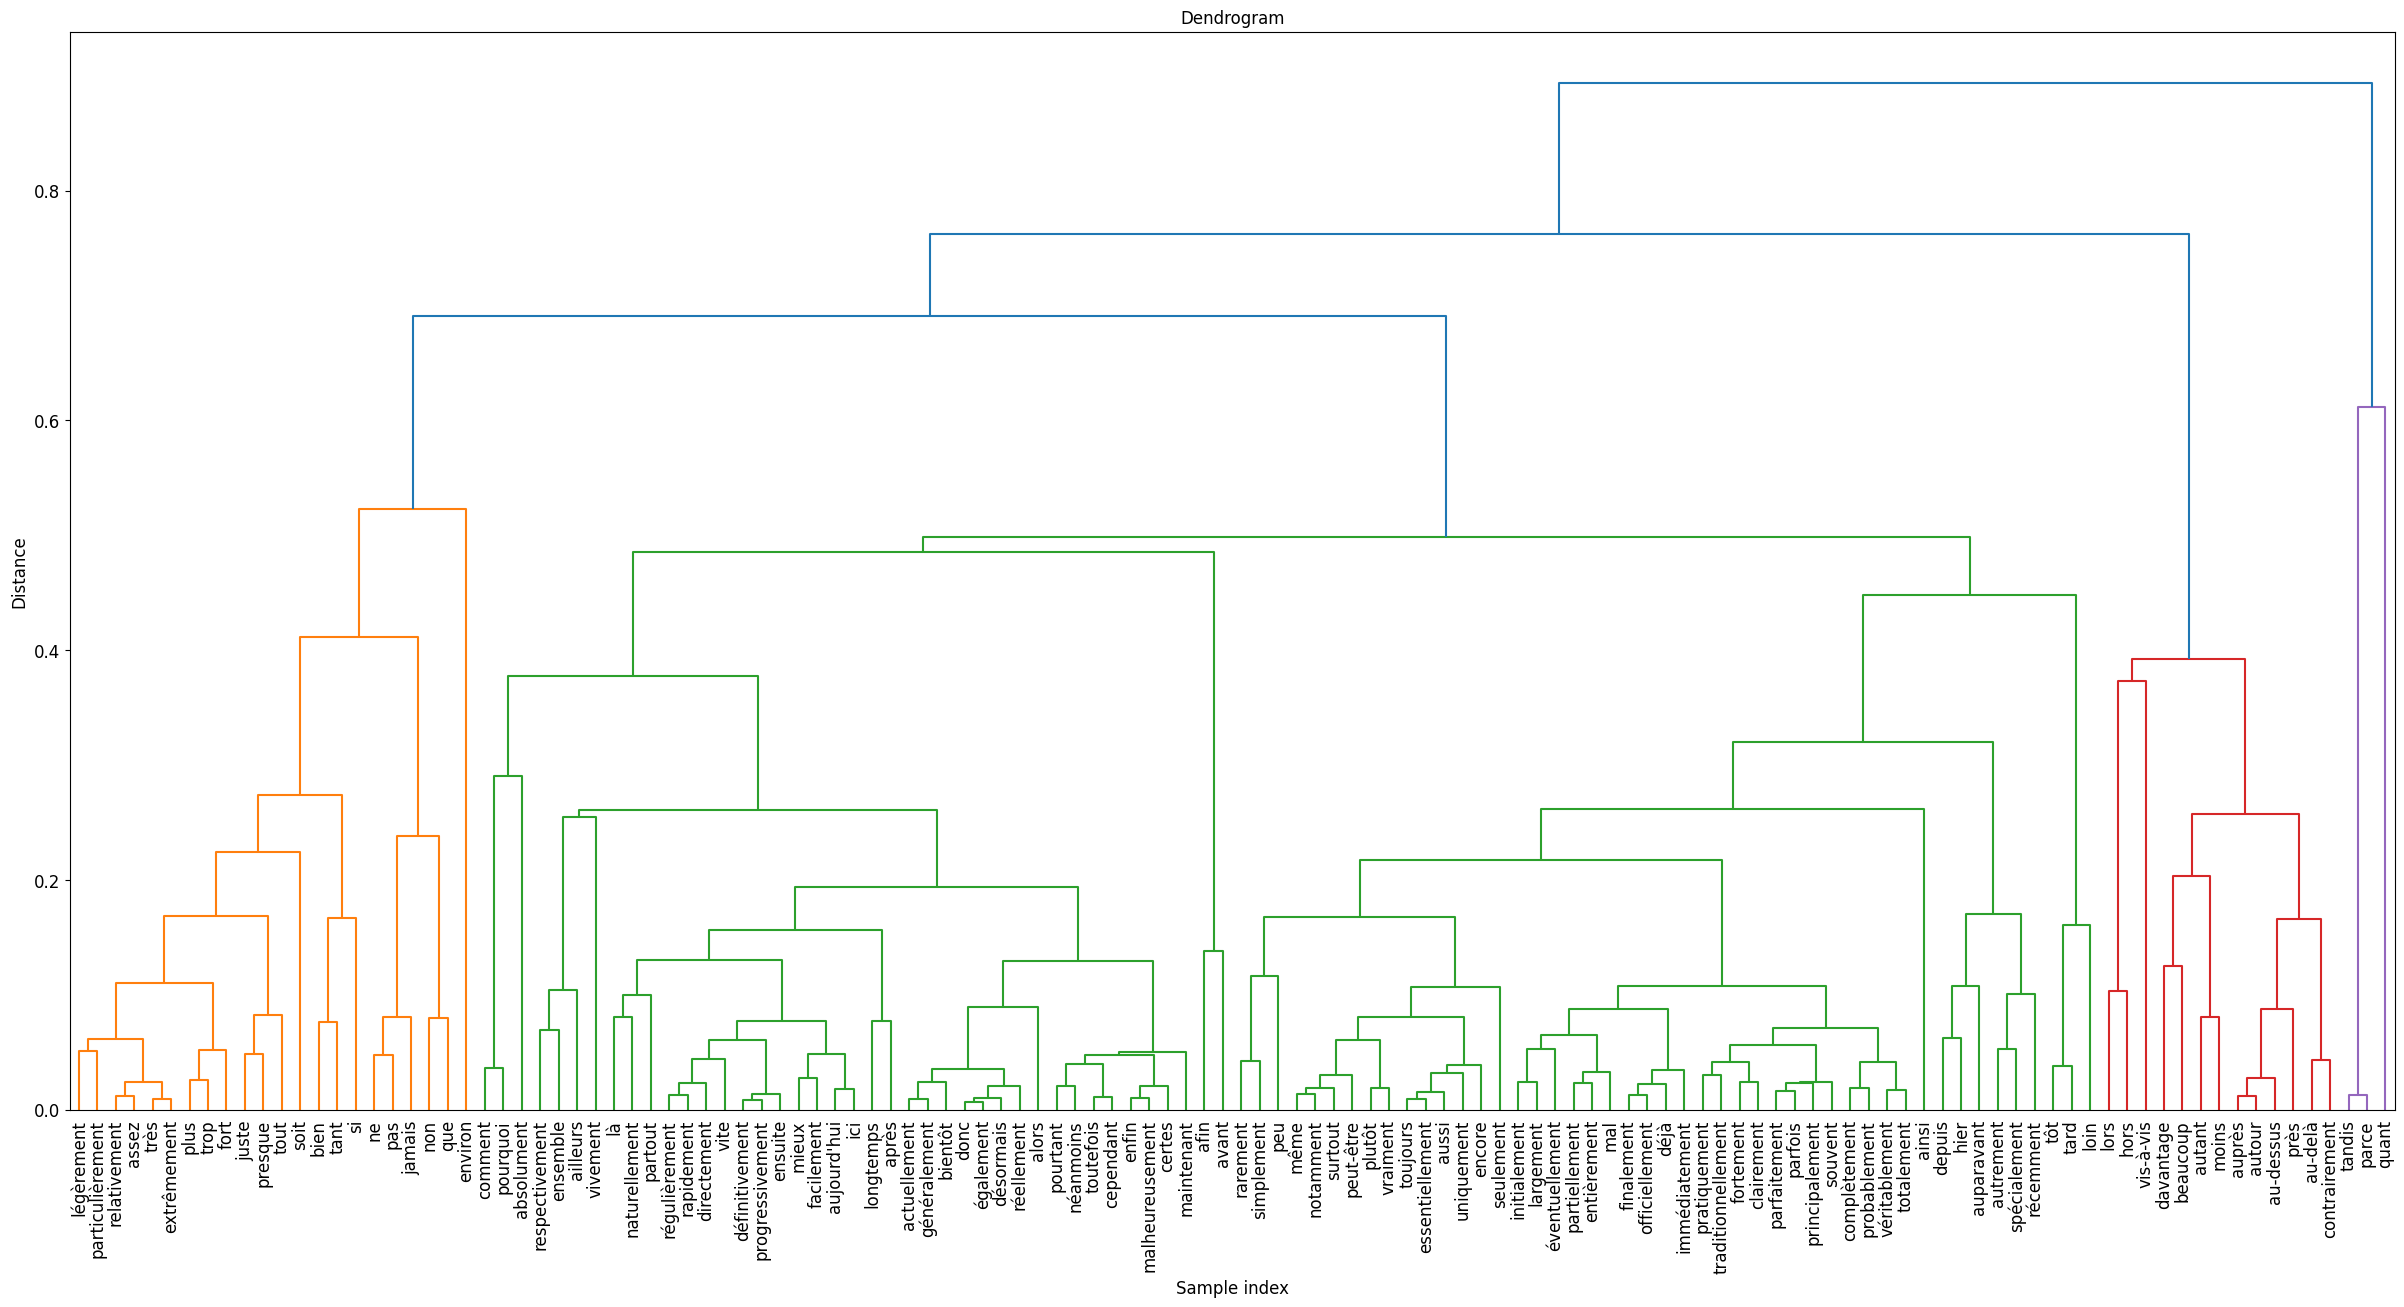 Dendrogram
0.8
0.6
0.4
0.2
0.0
Distance
légèrement
particulièrement
relativement
assez
très
extrêmement
plus
trop
fort
juste
presque
tout
soit
bien
tant
si
ne
pas
jamais
non
que
environ
comment
pourquoi
absolument
respectivement
ensemble
ailleurs
vivement
là
naturellement
partout
régulièrement
rapidement
directement
vite
définitivement
progressivement
ensuite
mieux
facilement
aujourd'hui
ici
longtemps
après
actuellement
généralement
bientôt
donc
également
désormais
réellement
alors
pourtant
néanmoins
toutefois
cependant
enfin
malheureusement
certes
maintenant
afin
avant
rarement
simplement
peu
même
notamment
surtout
peut-être
plutôt
vraiment
toujours
essentiellement
aussi
uniquement
encore
seulement
initialement
largement
éventuellement
partiellement
entièrement
mal
finalement
officiellement
déjà
immédiatement
pratiquement
traditionnellement
fortement
clairement
parfaitement
parfois
principalement
souvent
complètement
probablement
véritablement
totalement
ainsi
depuis
hier
auparavant
autrement
spécialement
récemment
tôt
tard
loin
lors
hors
vis-à-vis
davantage
beaucoup
autant
moins
auprès
autour
au-dessus
près
au-delà
contrairement
tandis
parce
quant
Sample index